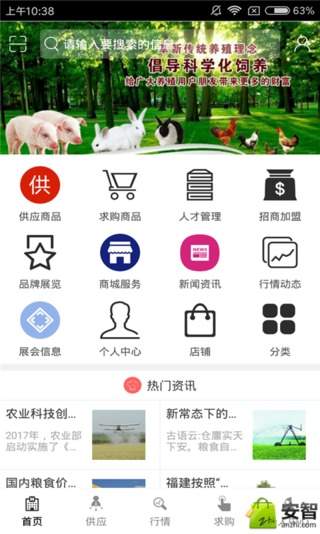 上午10:38
请输入要搜索的信息
新传统养殖理念
倡导科学化饲养
给广大养殖用户朋友带来更多的财富
供
$
供应商品
求购商品
人才管理
招商加盟
NEWS
品牌展览
商城服务
新闻资讯
行情动态
展会信息
个人中心
店铺
分类
热门资讯
农业科技创...
2017年，农业部
启动实施了《...
新常态下的...
古语云:仓廪实天
下安。粮食自...
国内粮食价...
福建按照“...
首页
供应
行情
求购
安智
anzhi.com